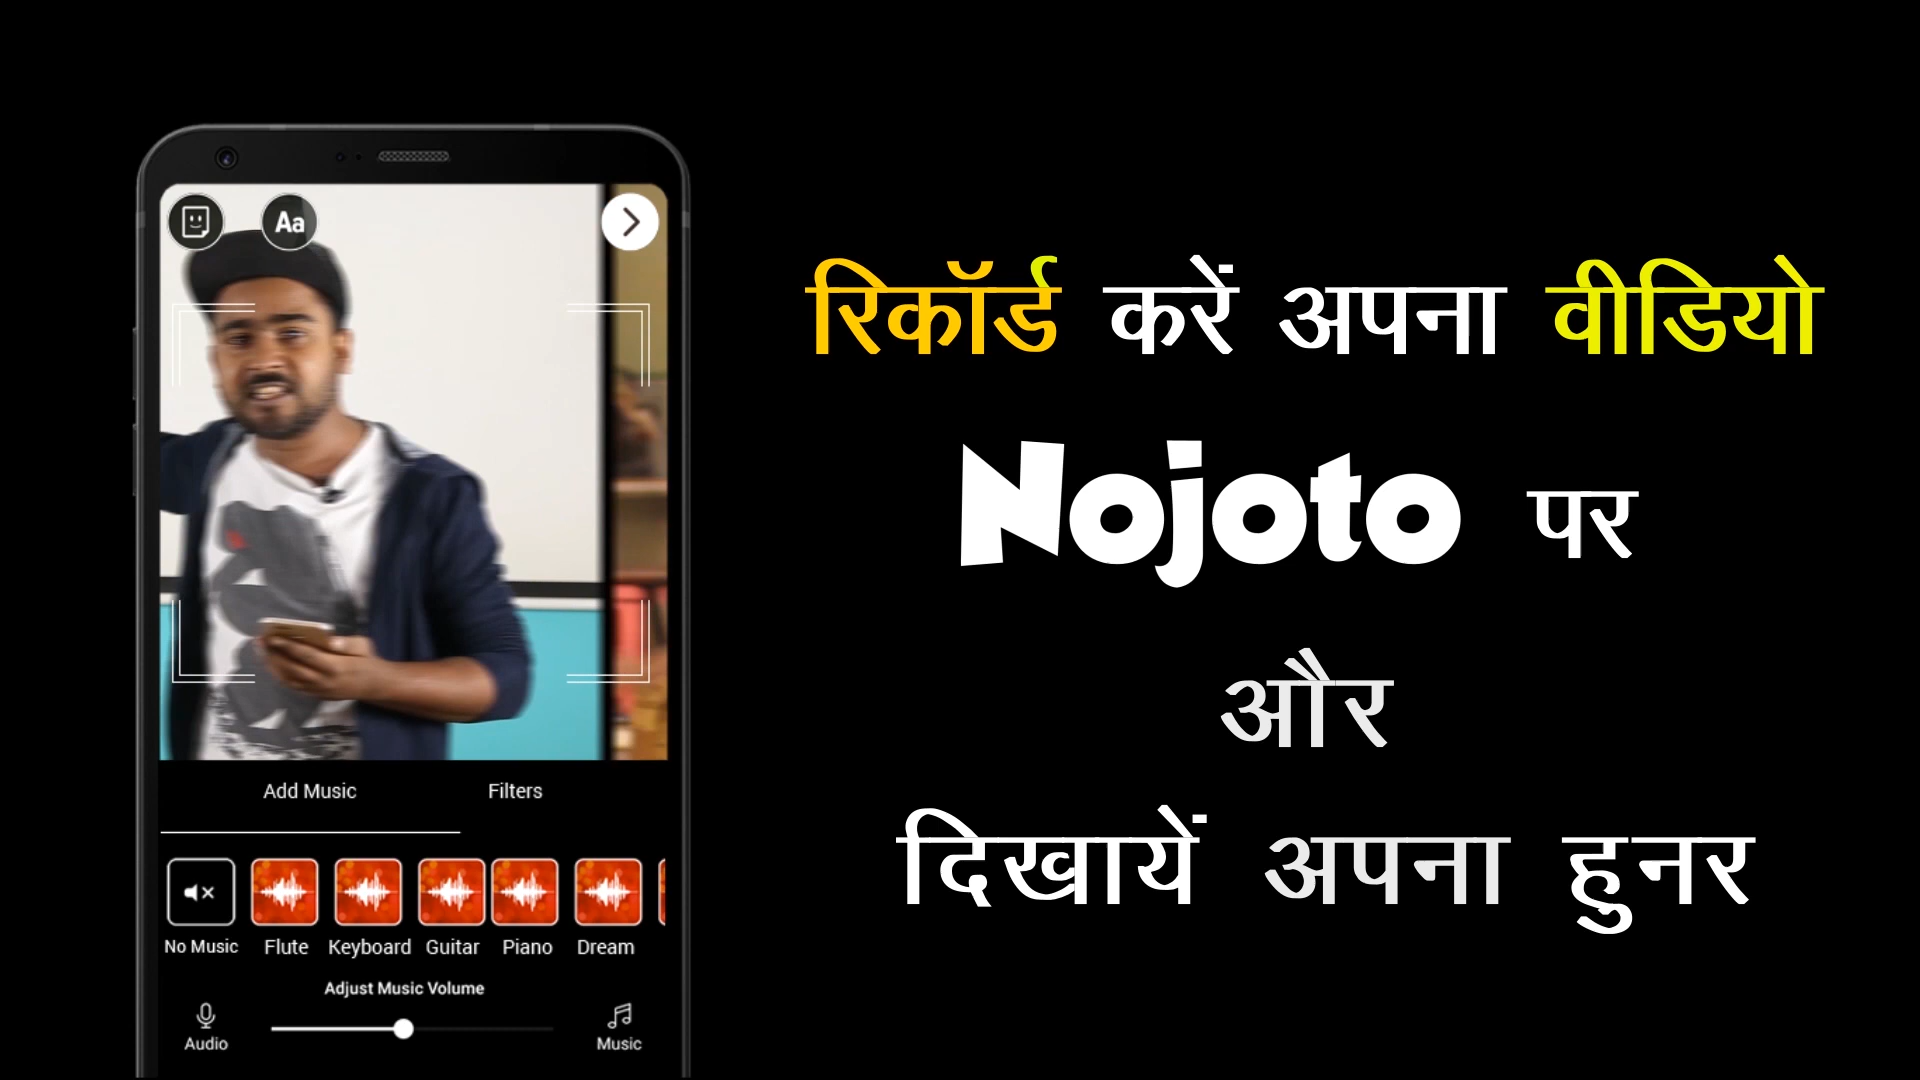 Aa
रिकॉर्ड करें अपना वीडियो
Nojoto पर
और
दिखायें अपना हुनर
Add Music Filters
No Music Flute Keyboard Guitar Piano Dream
Adjust Music Volume
Audio Music